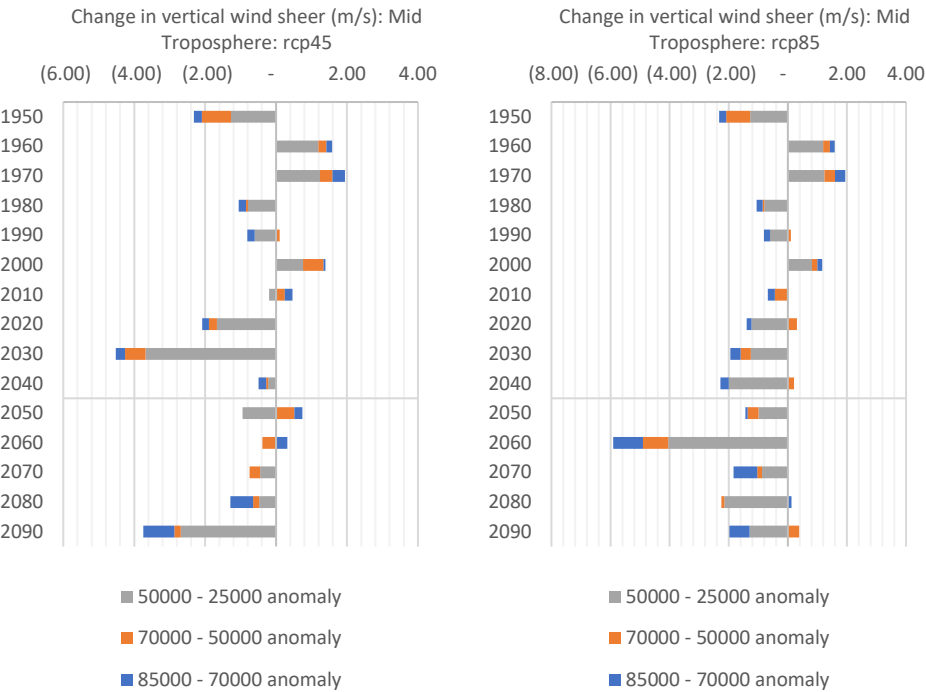 Change in vertical wind sheer (m/s): Mid
Troposphere: rcp45
(6.00) (4.00) (2.00) - 2.00 4.00
1950
1960
1970
1980
1990
2000
2010
2020
2030
2040
2050
2060
2070
2080
2090
50000 - 25000 anomaly
70000 - 50000 anomaly
85000 - 70000 anomaly
Change in vertical wind sheer (m/s): Mid
Troposphere: rcp85
(8.00) (6.00) (4.00) (2.00) - 2.00 4.00
1950
1960
1970
1980
1990
2000
2010
2020
2030
2040
2050
2060
2070
2080
2090
50000 - 25000 anomaly
70000 - 50000 anomaly
85000 - 70000 anomaly